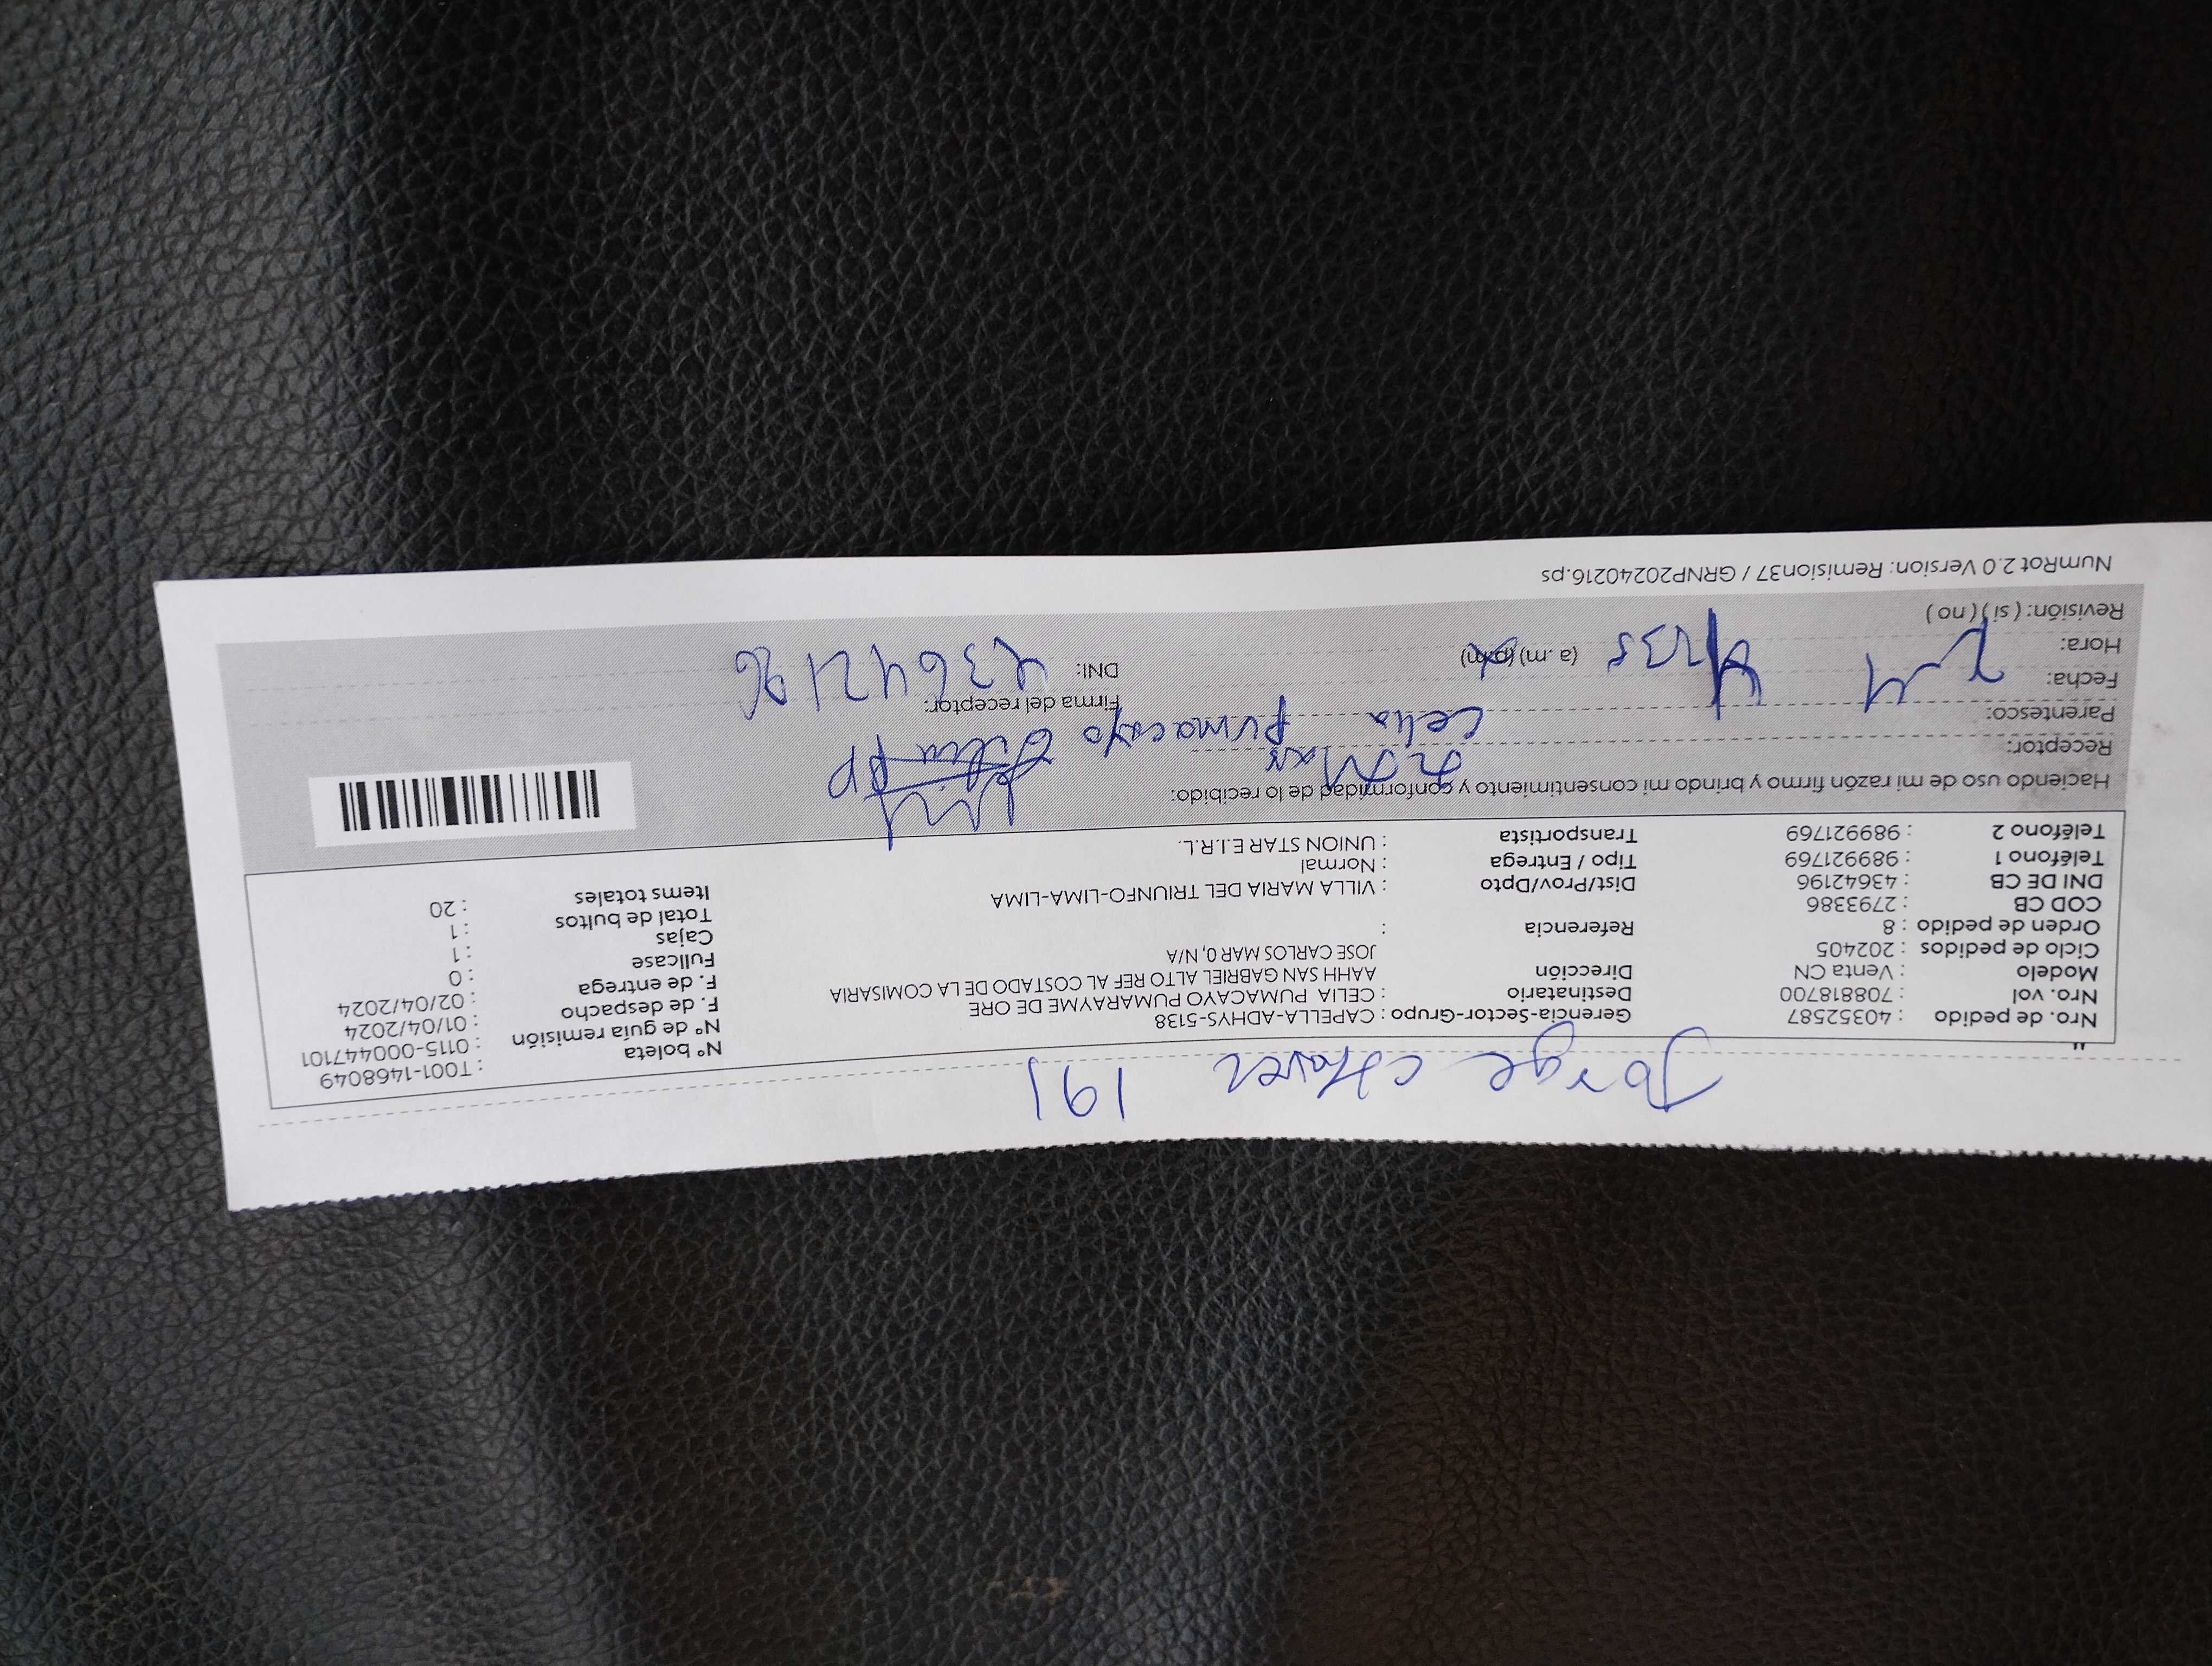 Jorge Chavez 191
"
Nro. de pedido : 40352587 Gerencia-Sector-Grupo : CAPELLA-ADHYS-5138 N° boleta : T001-1468049
Nro. vol : 708818700 Destinatario : CELIA PUMACAYO PUMARAYME DE ORE N° de guía remisión : 0115-000447101
Modelo : Venta CN Dirección AAHH SAN GABRIEL ALTO REF AL COSTADO DE LA COMISARIA F. de despacho : 01/04/2024
Ciclo de pedidos : 202405 JOSE CARLOS MAR 0, N/A F. de entrega : 02/04/2024
Orden de pedido : 8 Referencia : Fullcase : 0
COD CB : 2793386 Cajas : 1
DNI DE CB : 43642196 Dist/Prov/Dpto : VILLA MARIA DEL TRIUNFO-LIMA-LIMA Total de bultos : 1
Teléfono 1 : 989921769 Tipo / Entrega : Normal Items totales : 20
Teléfono 2 : 989921769 Transportista : UNION STAR E.I.R.L.
Haciendo uso de mi razón firmo y brindo mi consentimiento y conformidad de lo recibido:
Receptor:
Parentesco: Celia Pumacayo Firma del receptor:
Fecha:
Hora: (a.m) (p.m) DNI: 43642196
Revisión: ( si ) ( no )
NumRot 2.0 Version: Remision37 / GRNP20240216.ps